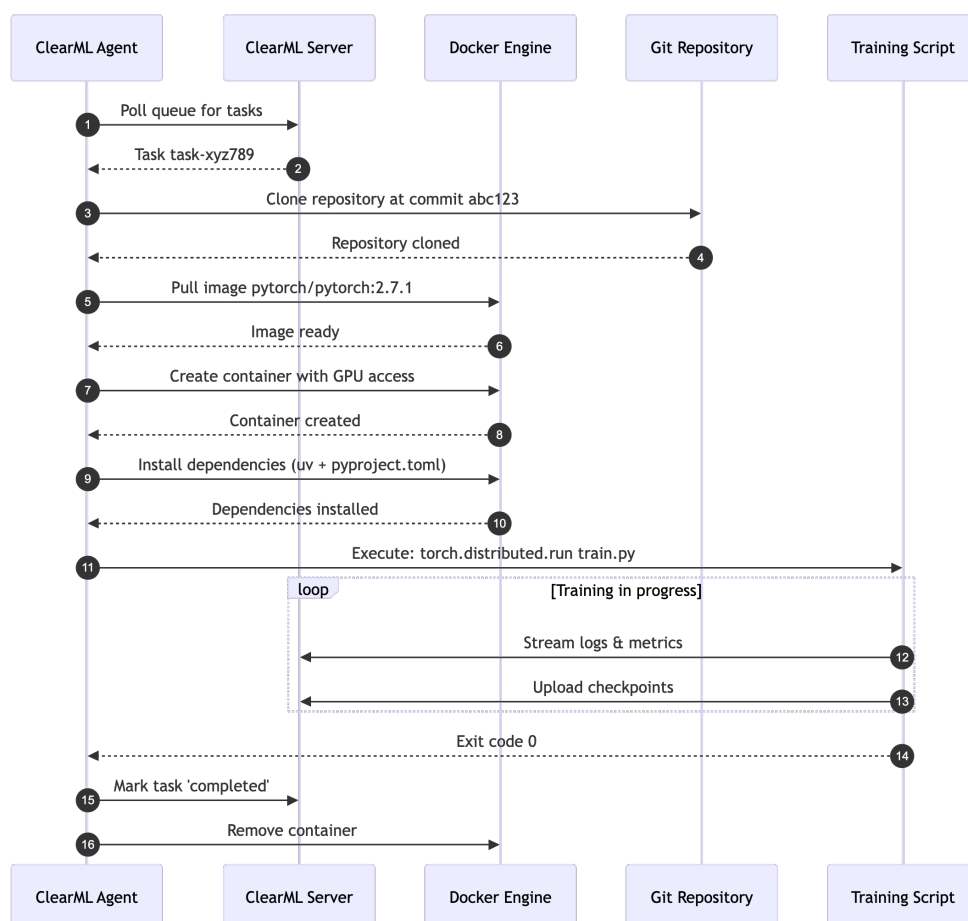 ClearML Agent
ClearML Server
Docker Engine
Git Repository
Training Script
Poll queue for tasks
1
Task task-xyz789
2
Clone repository at commit abc123
3
Repository cloned
4
Pull image pytorch/pytorch:2.7.1
5
Image ready
6
Create container with GPU access
7
Container created
8
Install dependencies (uv + pyproject.toml)
9
Dependencies installed
10
Execute: torch.distributed.run train.py
11
loop
[Training in progress]
Stream logs & metrics
12
Upload checkpoints
13
Exit code 0
14
Mark task 'completed'
15
Remove container
16
ClearML Agent
ClearML Server
Docker Engine
Git Repository
Training Script